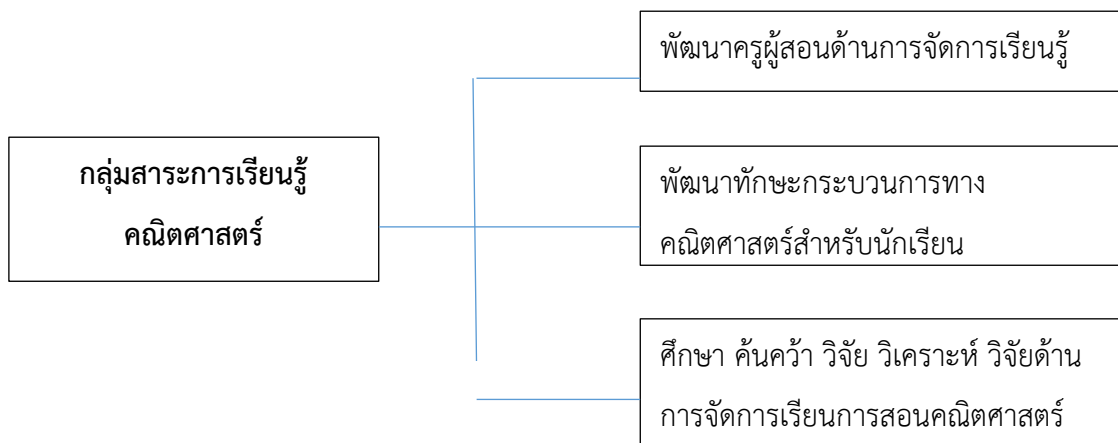 พัฒนาครูผู้สอนด้านการจัดการเรียนรู้
กลุ่มสาระการเรียนรู้
คณิตศาสตร์
พัฒนาทักษะกระบวนการทาง
คณิตศาสตร์สำหรับนักเรียน
ศึกษา ค้นคว้า วิจัย วิเคราะห์ วิจัยด้าน
การจัดการเรียนการสอนคณิตศาสตร์